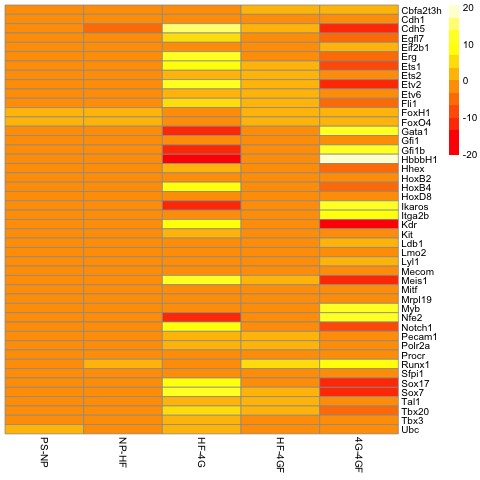 Cbfa2t3h
Cdh1
Cdh5
Egfl7
Eif2b1
Erg
Ets1
Ets2
Etv2
Etv6
Fli1
FoxH1
FoxO4
Gata1
Gfi1
Gfi1b
HbbbH1
Hhex
HoxB2
HoxB4
HoxD8
Ikaros
Itga2b
Kdr
Kit
Ldb1
Lmo2
Lyl1
Mecom
Meis1
Mitf
Mrpl19
Myb
Nfe2
Notch1
Pecam1
Polr2a
Procr
Runx1
Sfpi1
Sox17
Sox7
Tal1
Tbx20
Tbx3
Ubc
20
10
0
-10
-20
PS-NP
NP-HF
HF-4G
HF-4GF
4G-4GF